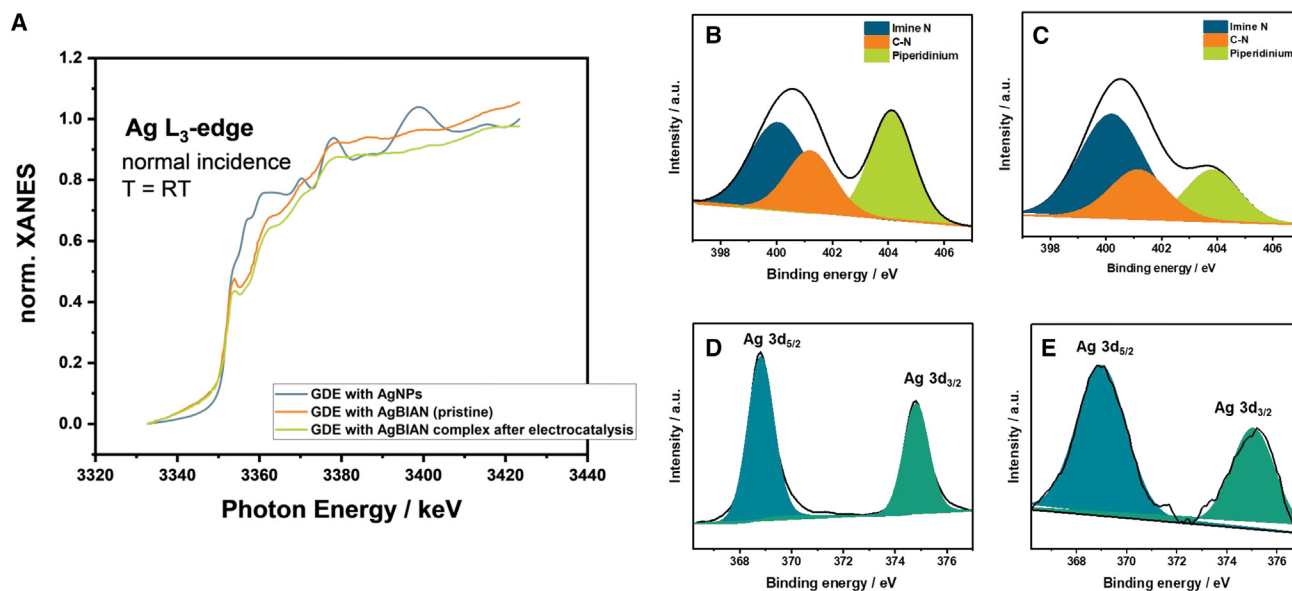 A
norm. XANES
1.2
1.0
0.8
0.6
0.4
0.2
0.0
Ag L3-edge
normal incidence
T = RT
GDE with AgNPs
GDE with AgBIAN (pristine)
GDE with AgBIAN complex after electrocatalysis
3320 3340 3360 3380 3400 3420 3440
Photon Energy / keV
B
Imine N
C-N
Piperidinium
Intensity / a.u.
398 400 402 404 406
Binding energy / eV
C
Imine N
C-N
Piperidinium
Intensity / a.u.
398 400 402 404 406
Binding energy / eV
D
Ag 3d5/2
Ag 3d3/2
Intensity / a.u.
368 370 372 374 376
Binding energy / eV
E
Ag 3d5/2
Ag 3d3/2
Intensity / a.u.
368 370 372 374 376
Binding energy / eV